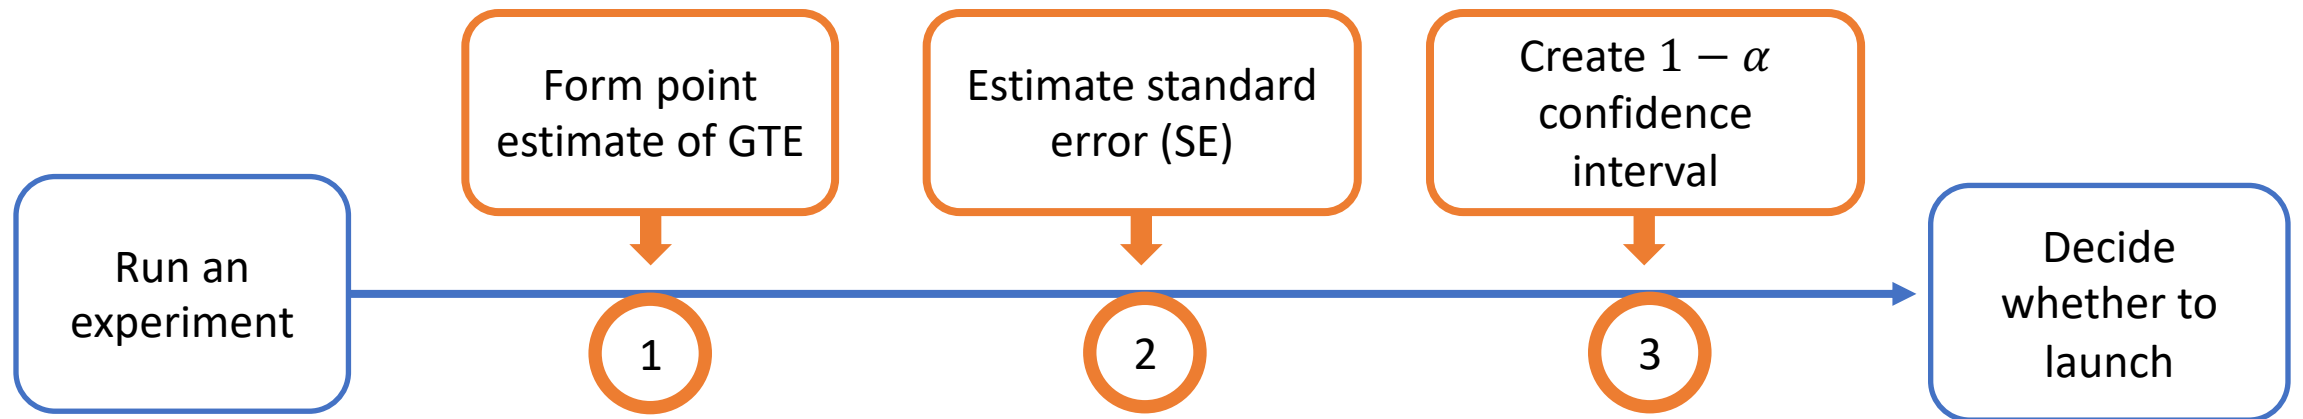 Run an
experiment
Form point
estimate of GTE
1
Estimate standard
error (SE)
2
Create 1 − α
confidence
interval
3
Decide
whether to
launch